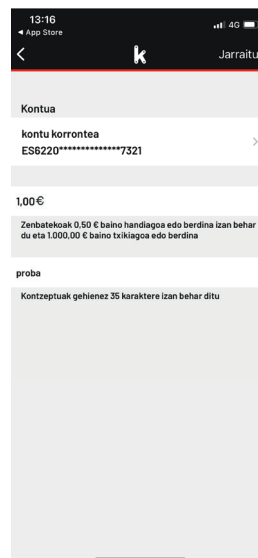 13:16
4G
◀ App Store
k
Jarraitu
Kontua
kontu korrontea
ES6220**************7321
1,00€
Zenbatekoak 0,50 € baino handiagoa edo berdina izan behar
du eta 1.000,00 € baino txikiagoa edo berdina
proba
Kontzeptuak gehienez 35 karaktere izan behar ditu